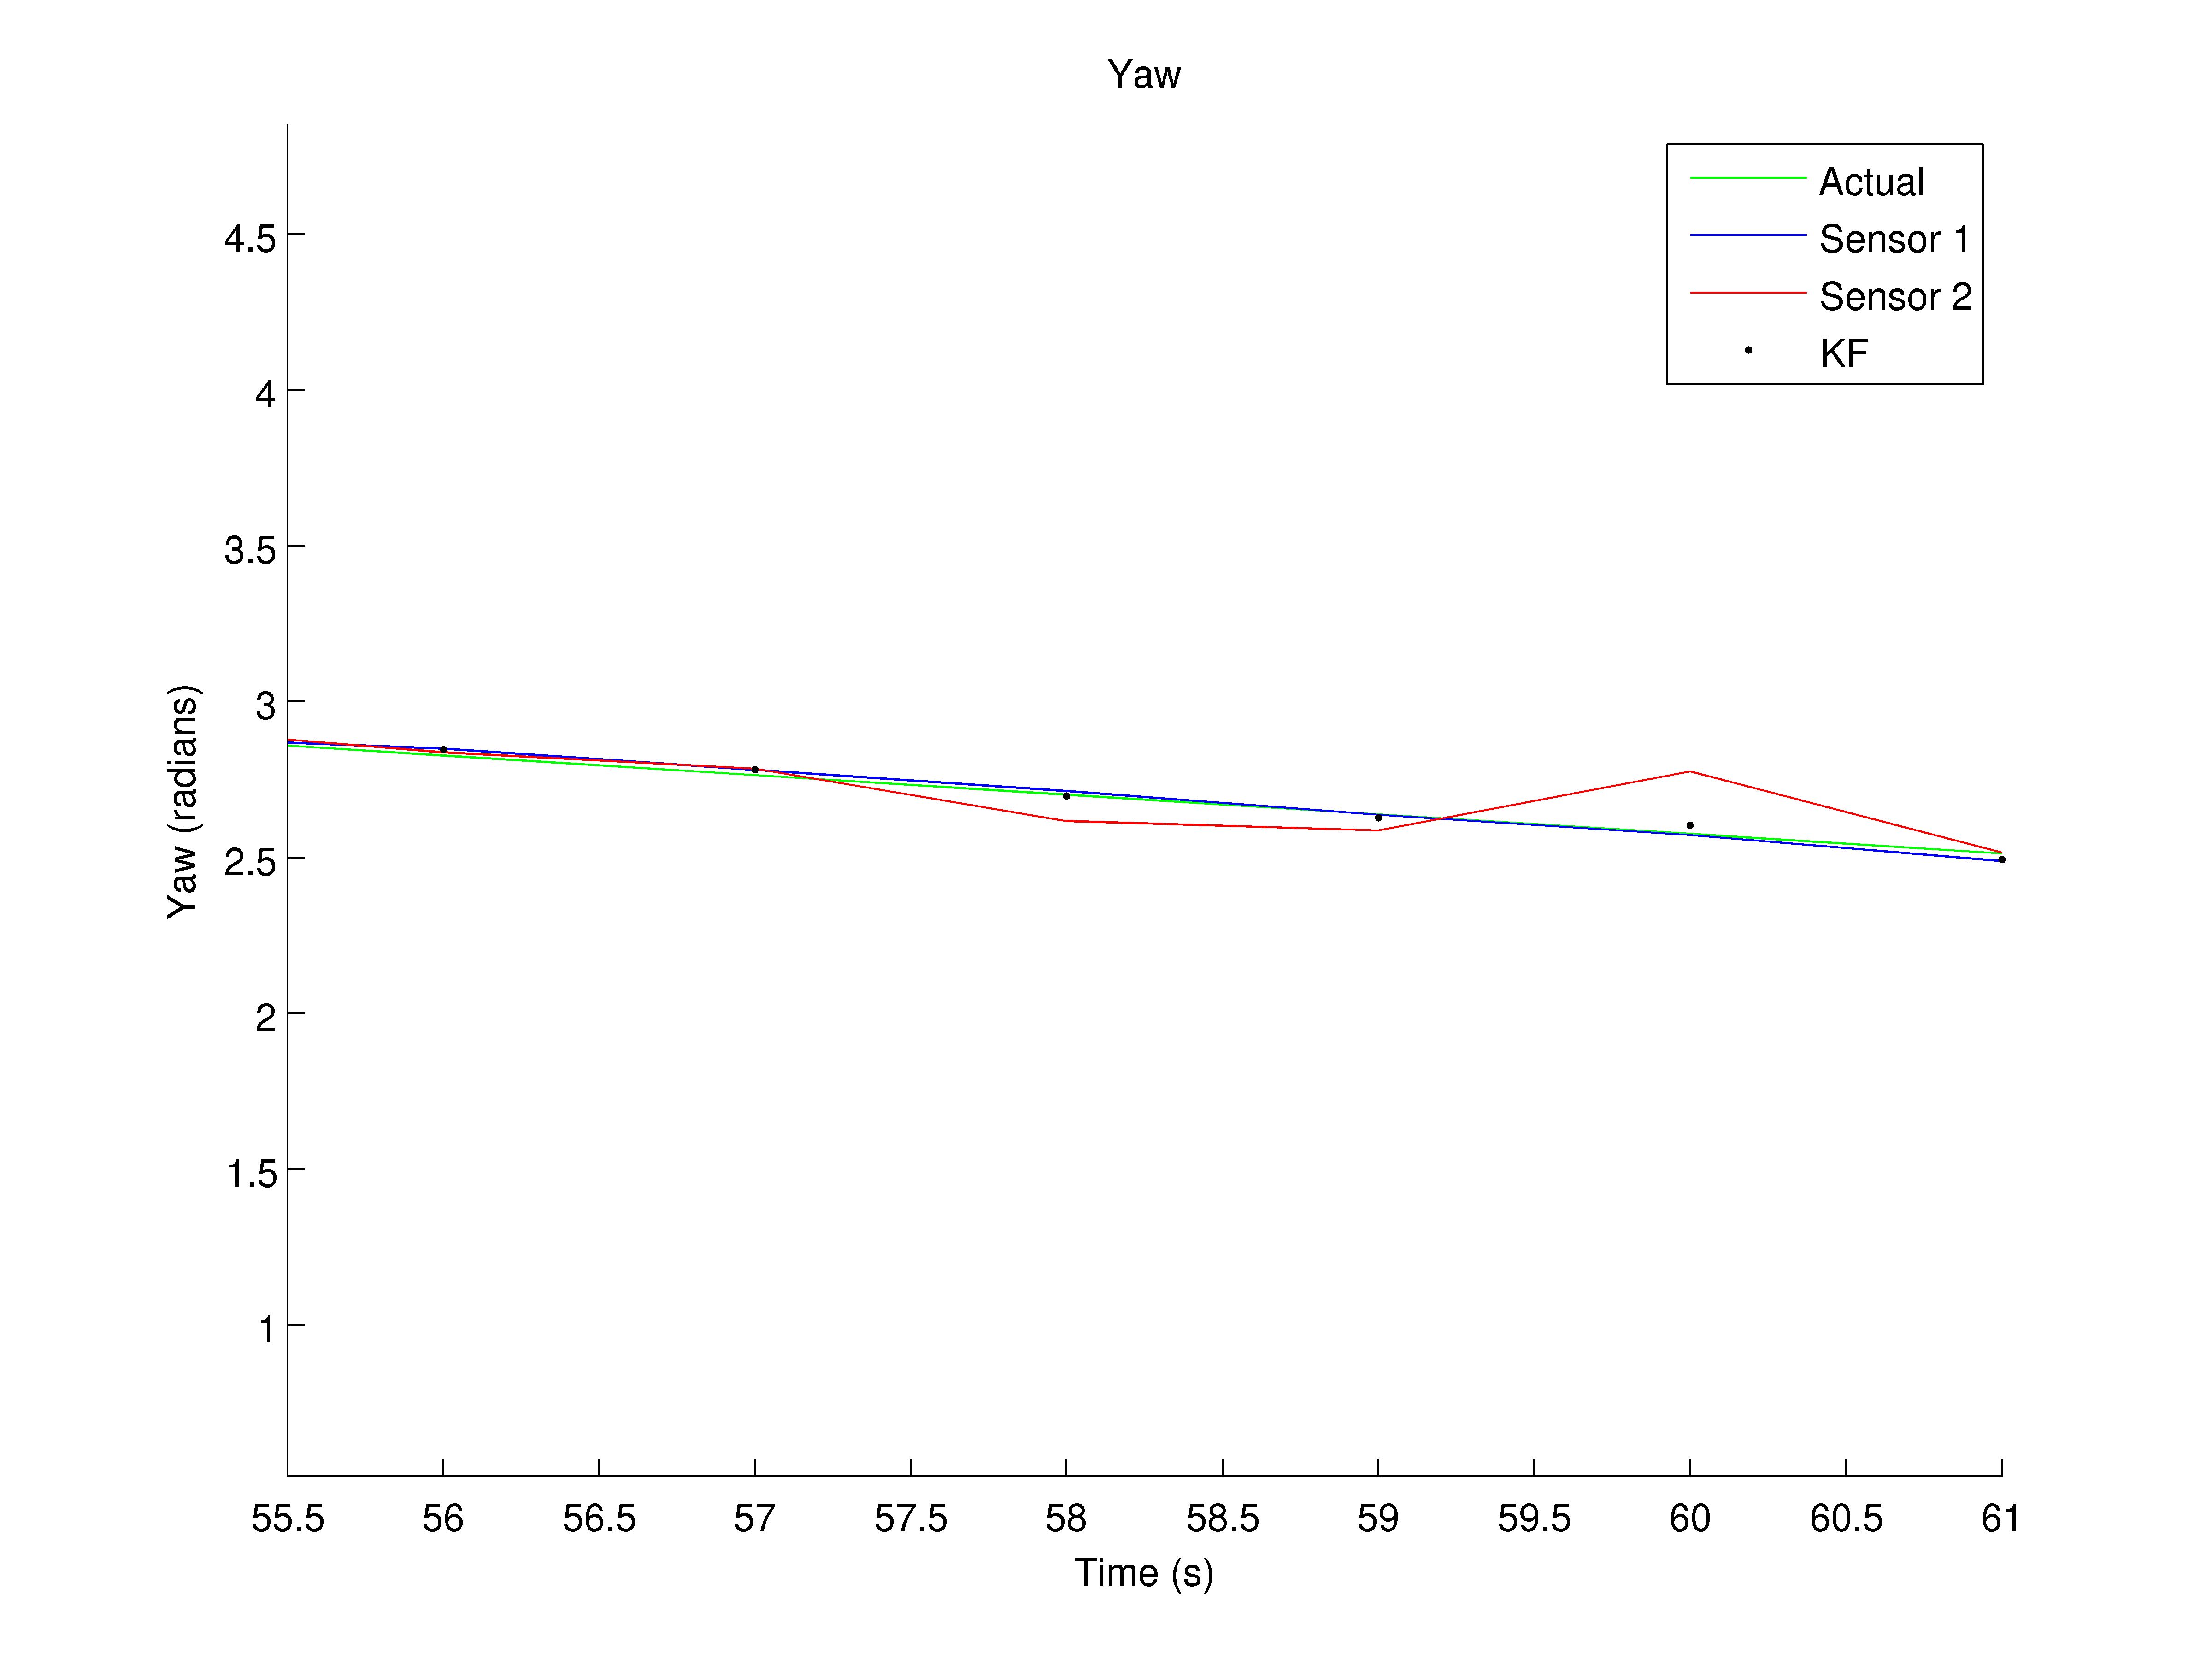 Yaw
Actual
Sensor 1
Sensor 2
KF
4.5
4
3.5
3
2.5
2
1.5
1
Yaw (radians)
55.5 56 56.5 57 57.5 58 58.5 59 59.5 60 60.5 61
Time (s)